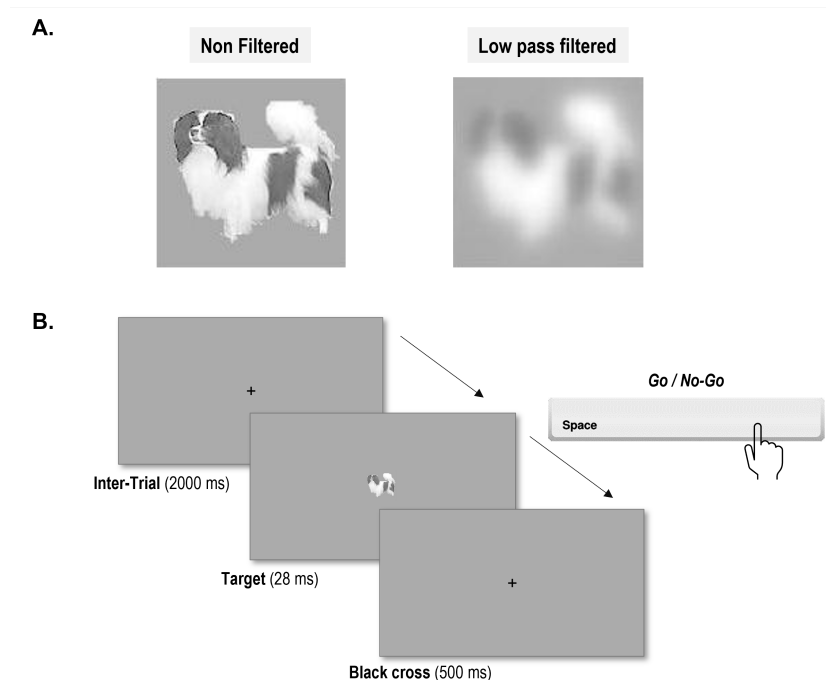 A.
Non Filtered
Low pass filtered
B.
+
Go / No-Go
Space
Inter-Trial (2000 ms)
+
Target (28 ms)
Black cross (500 ms)